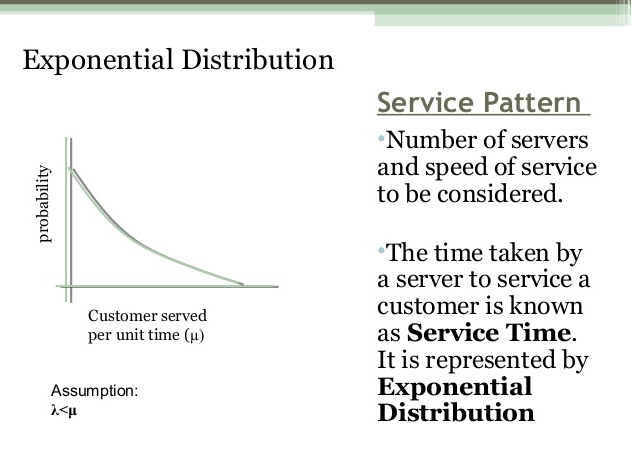 Exponential Distribution
probability
Customer served
per unit time (μ)
Assumption:
λ<μ
Service Pattern
•Number of servers
and speed of service
to be considered.
•The time taken by
a server to service a
customer is known
as Service Time.
It is represented by
Exponential
Distribution